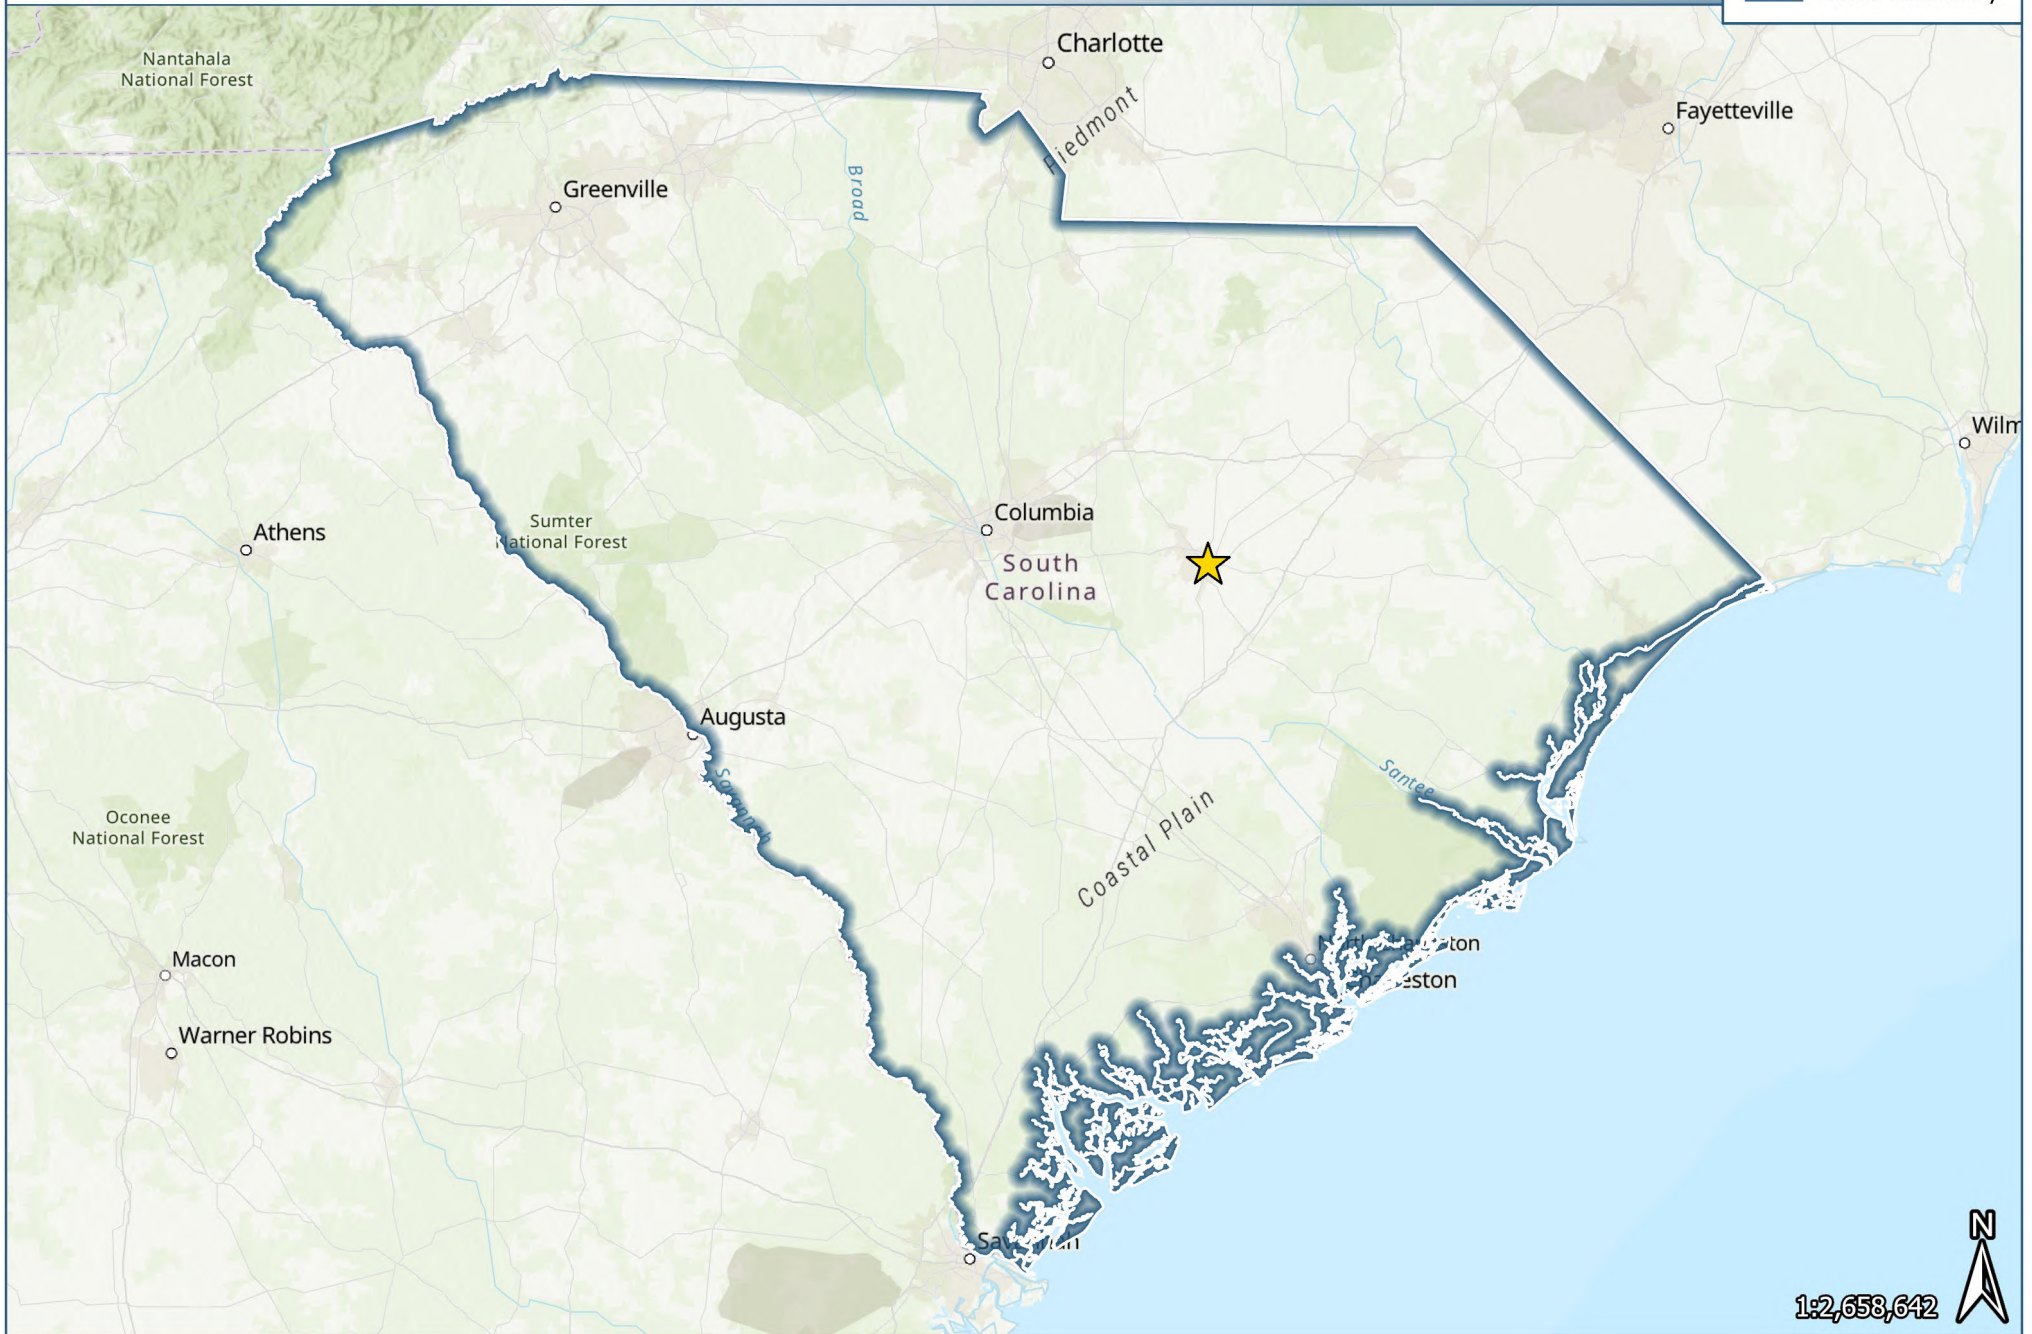 Charlotte
Nantahala
National Forest
Fayetteville
Piedmont
Greenville
Broad
Wilm
Columbia
Athens
Sumter
National Forest
South
Carolina
Augusta
Savannah
Santee
Oconee
National Forest
Coastal Plain
Macon
Warner Robins
Savannah
N
1:2,658,642